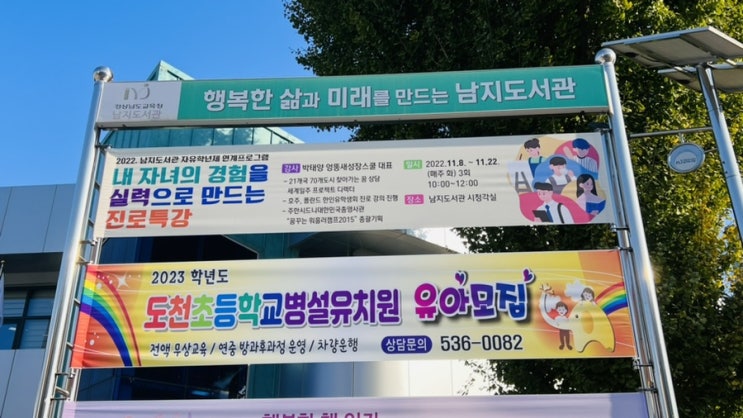 경상남도교육청
남지도서관
행복한 삶과 미래를 만드는 남지도서관
2022. 남지도서관 자유학년제 연계프로그램
내 자녀의 경험을
실력으로 만드는
진로특강
강사 박태양 엉뚱새성장스쿨 대표
- 21개국 70개도시 찾아가는 꿈 상담
세계일주 프로젝트 디렉터
- 호주, 폴란드 한인유학생회 진로 강의 진행
- 주한시드니대한민국총영사관
"꿈꾸는 워홀러캠프2015" 총괄기획
일시 2022.11.8. ~ 11.22.
(매주 화) 3회
10:00~12:00
장소 남지도서관 시청각실
2023 학년도
도천초등학교병설유치원 유아모집
전액 무상교육 / 연중 방과후과정 운영 / 차량운행
상담문의 536-0082